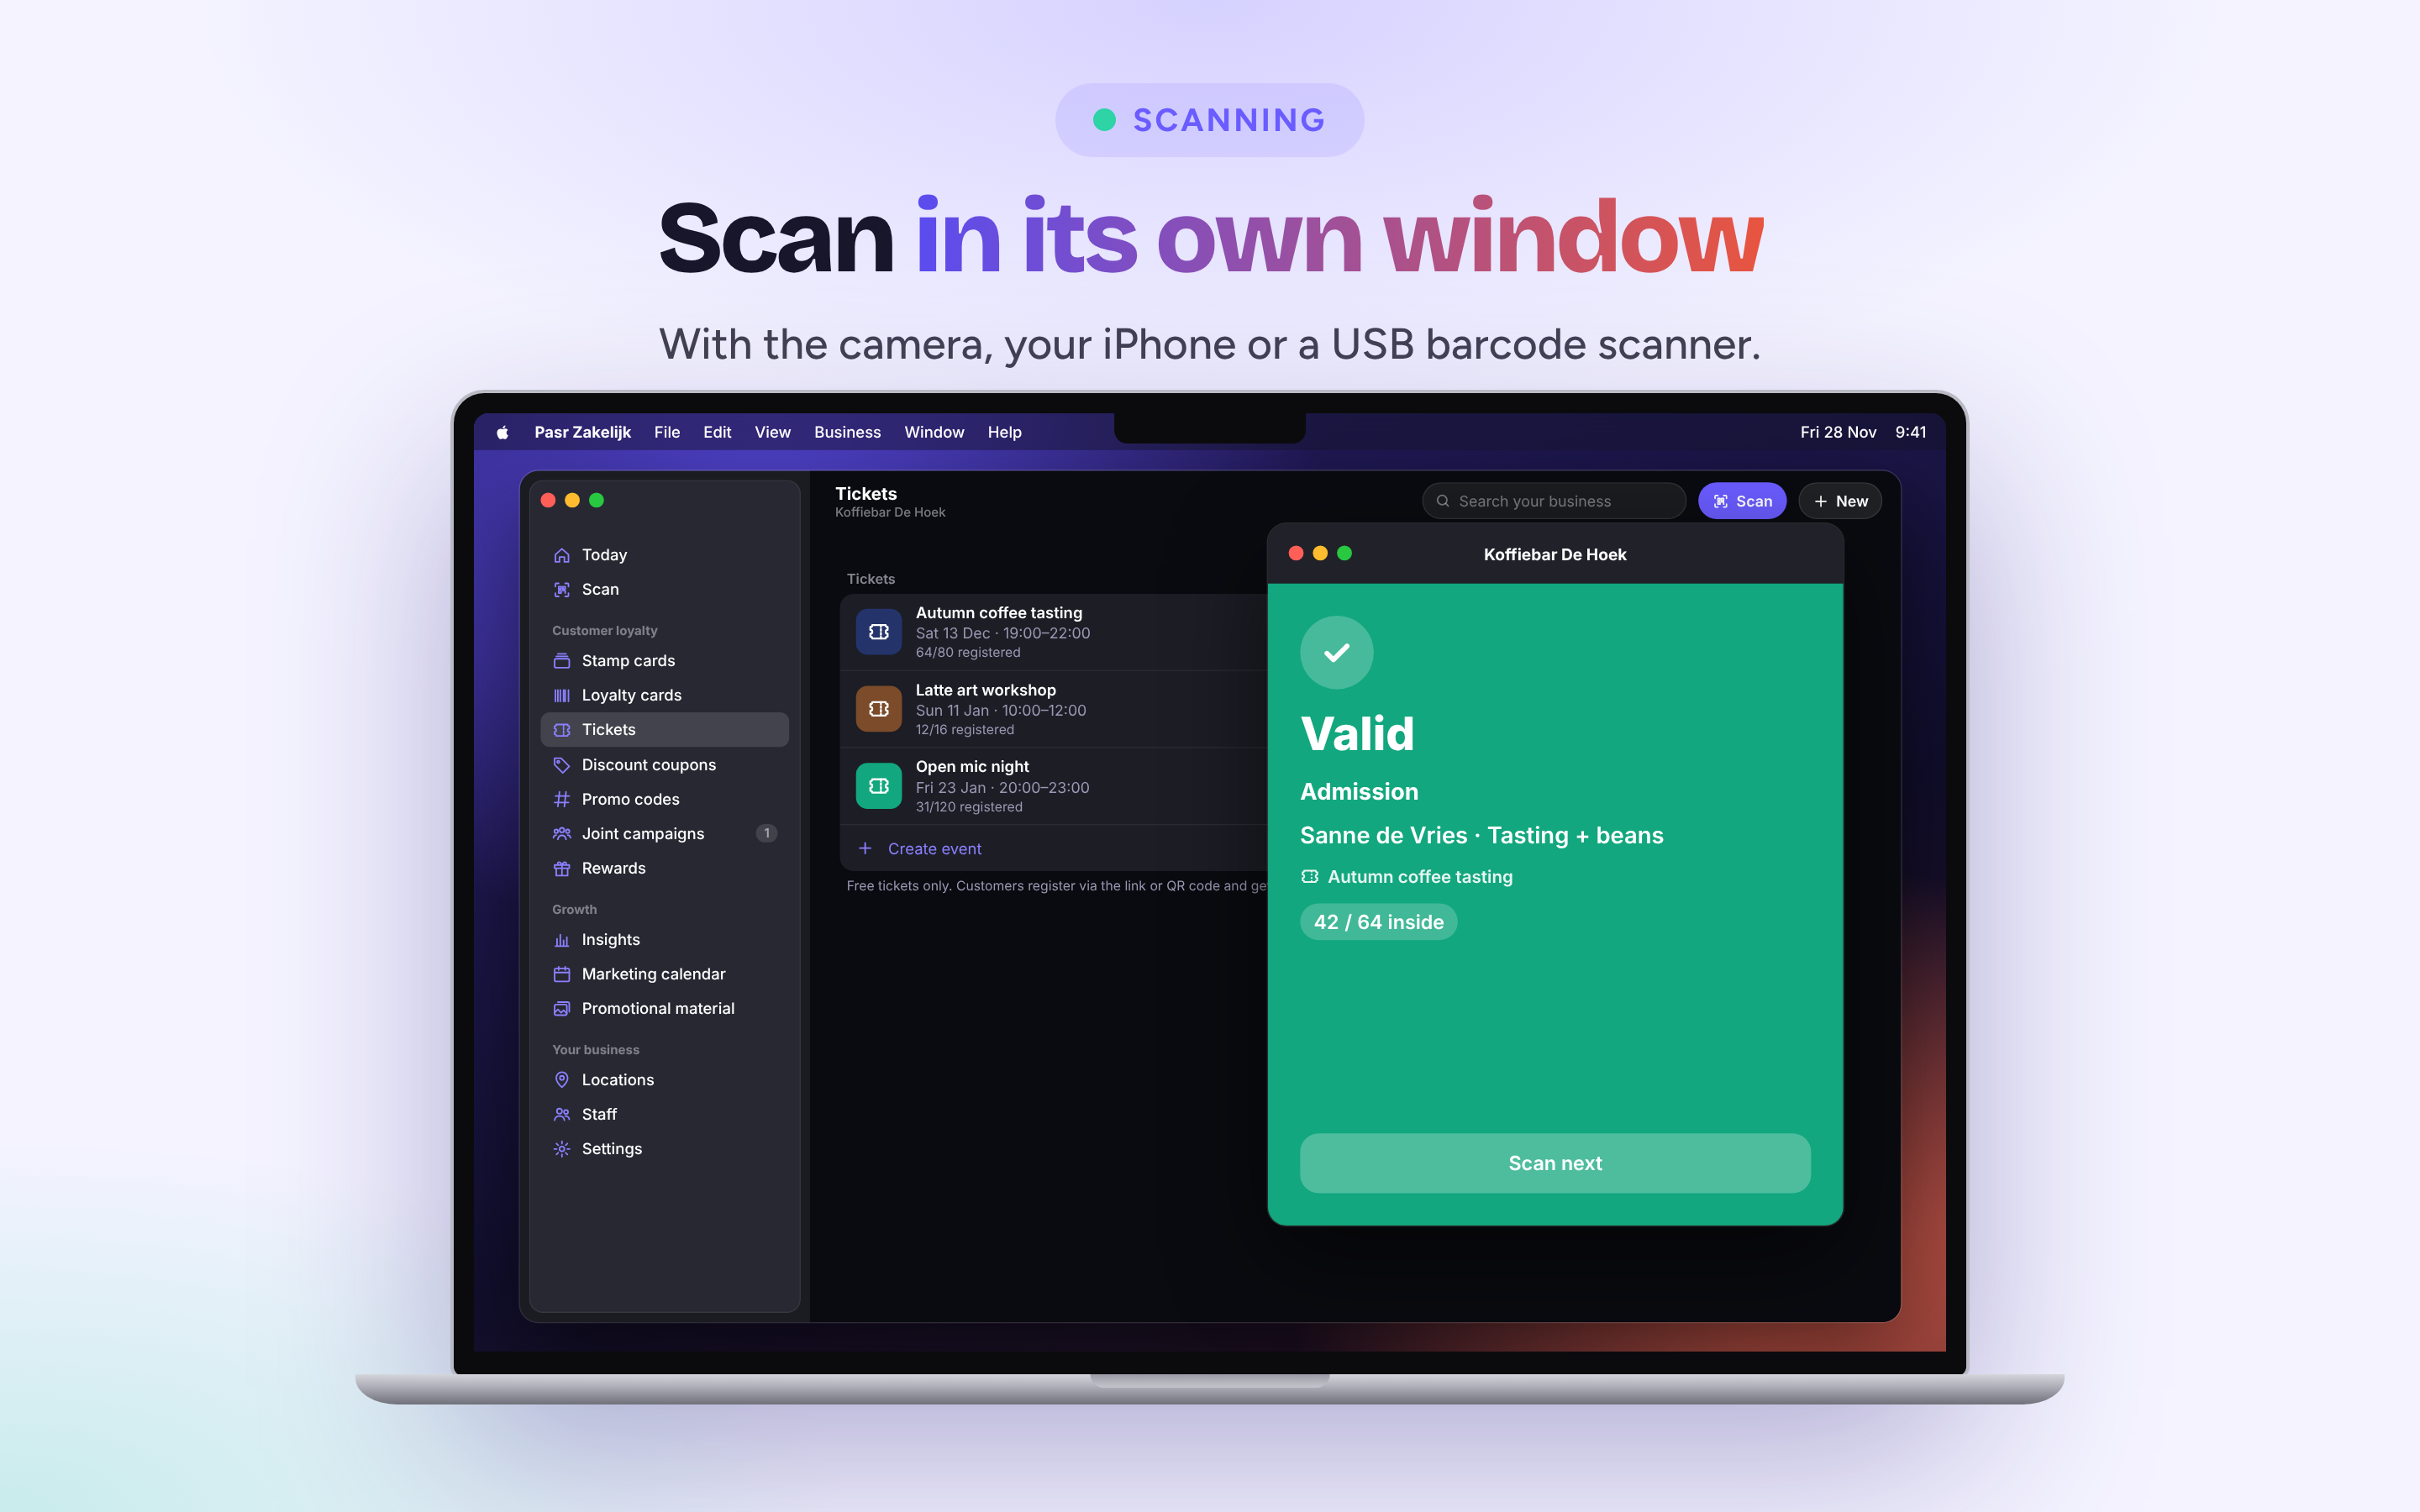 SCANNING
Scan in its own window
With the camera, your iPhone or a USB barcode scanner.
Pasr Zakelijk File Edit View Business Window Help
Fri 28 Nov 9:41
Today
Scan
Customer loyalty
Stamp cards
Loyalty cards
Tickets
Discount coupons
Promo codes
Joint campaigns 1
Rewards
Growth
Insights
Marketing calendar
Promotional material
Your business
Locations
Staff
Settings
Tickets
Koffiebar De Hoek
Search your business
Scan
New
Tickets
Autumn coffee tasting
Sat 13 Dec · 19:00–22:00
64/80 registered
Latte art workshop
Sun 11 Jan · 10:00–12:00
12/16 registered
Open mic night
Fri 23 Jan · 20:00–23:00
31/120 registered
Create event
Free tickets only. Customers register via the link or QR code and
Koffiebar De Hoek
Valid
Admission
Sanne de Vries · Tasting + beans
Autumn coffee tasting
42 / 64 inside
Scan next